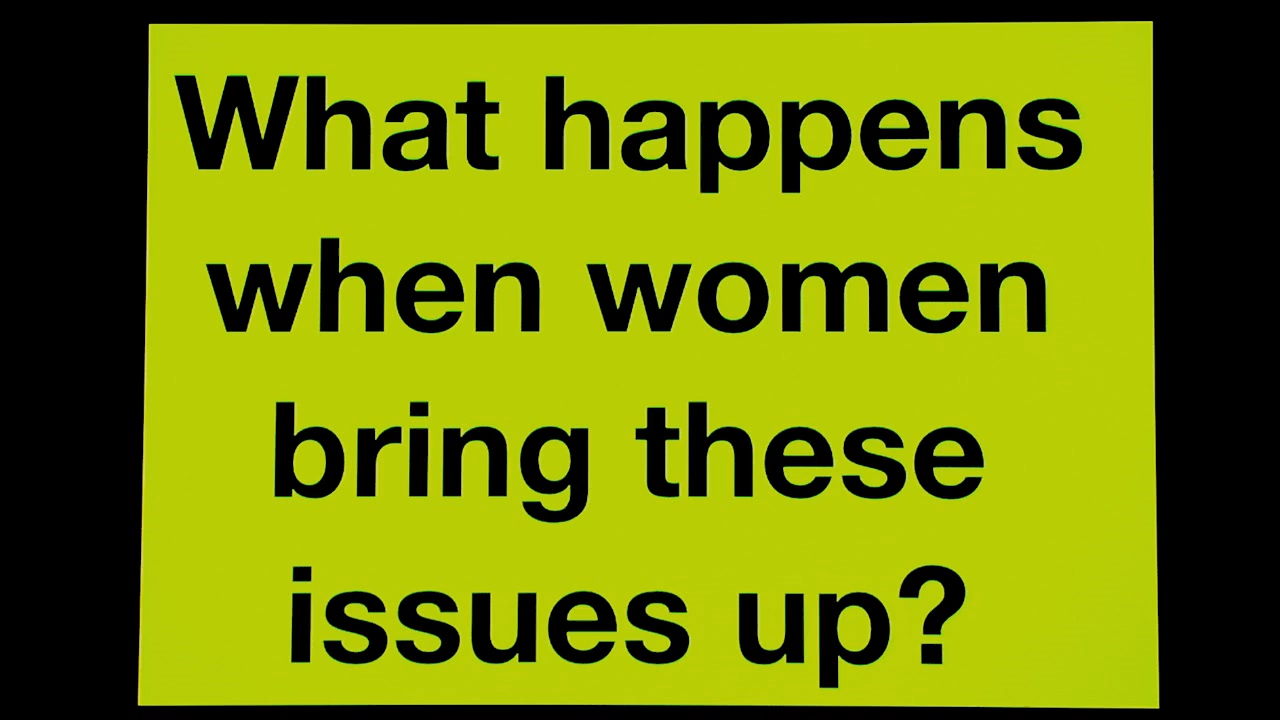 What happens
when women
bring these
issues up?